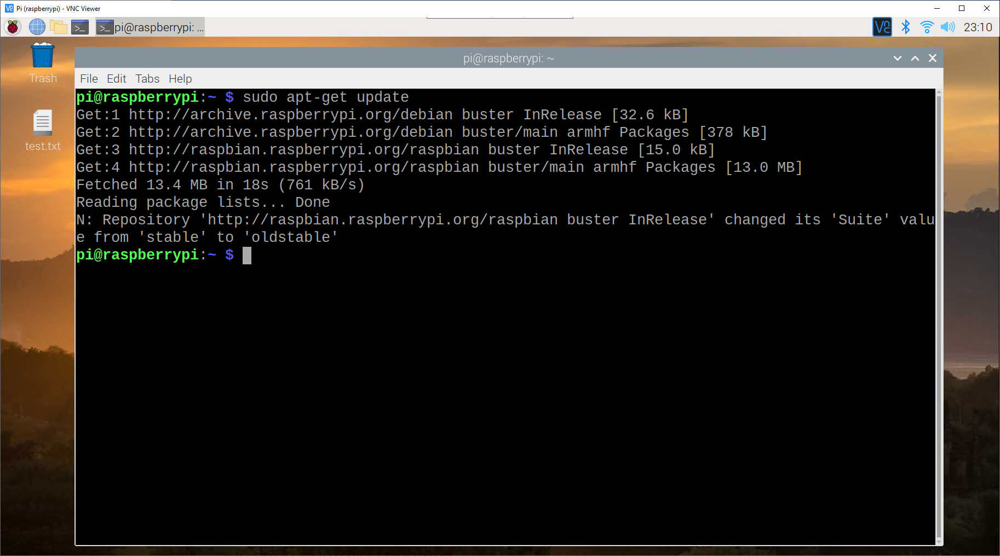 Pi (raspberrypi) - VNC Viewer
pi@raspberrypi: ...
23:10
Trash
test.txt
pi@raspberrypi: ~
File Edit Tabs Help
pi@raspberrypi:~ $ sudo apt-get update
Get:1 http://archive.raspberrypi.org/debian buster InRelease [32.6 kB]
Get:2 http://archive.raspberrypi.org/debian buster/main armhf Packages [378 kB]
Get:3 http://raspbian.raspberrypi.org/raspbian buster InRelease [15.0 kB]
Get:4 http://raspbian.raspberrypi.org/raspbian buster/main armhf Packages [13.0 MB]
Fetched 13.4 MB in 18s (761 kB/s)
Reading package lists... Done
N: Repository 'http://raspbian.raspberrypi.org/raspbian buster InRelease' changed its 'Suite' valu
e from 'stable' to 'oldstable'
pi@raspberrypi:~ $